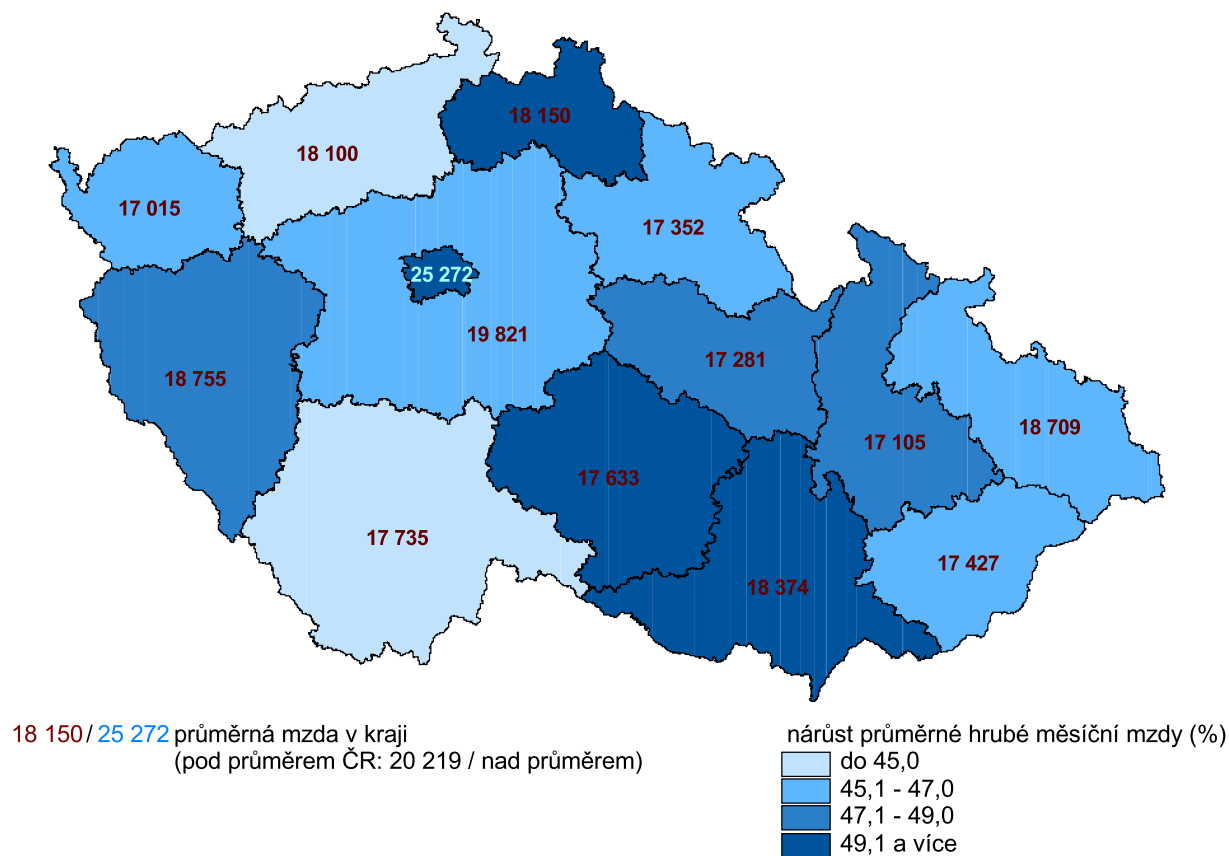 18 150
18 100
17 015
17 352
25 272
19 821
17 281
18 755
18 709
17 105
17 633
17 735
17 427
18 374
18 150 / 25 272 průměrná mzda v kraji
(pod průměrem ČR: 20 219 / nad průměrem)
nárůst průměrné hrubé měsíční mzdy (%)
do 45,0
45,1 - 47,0
47,1 - 49,0
49,1 a více